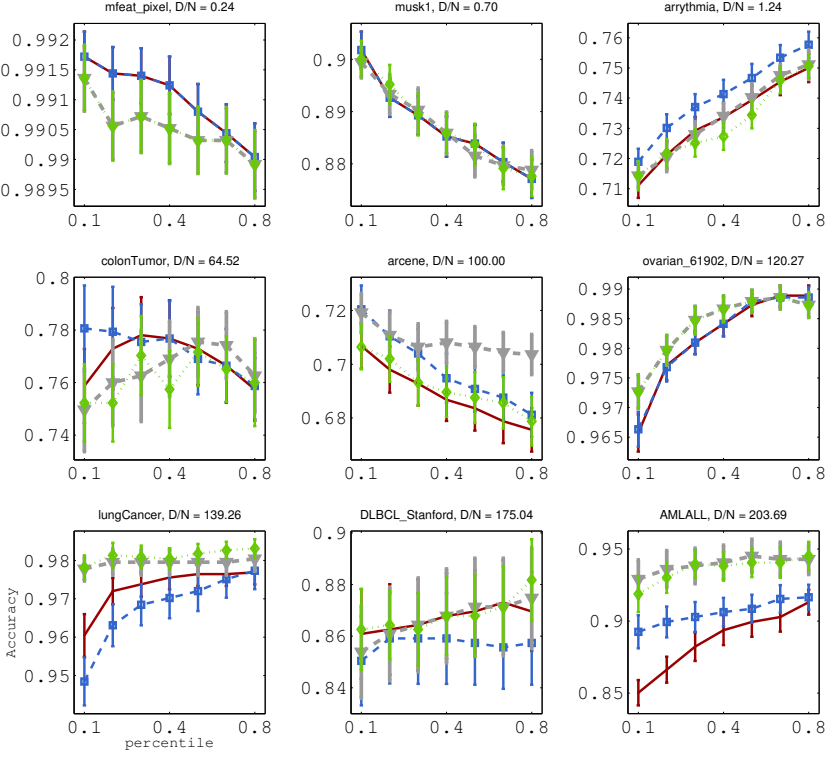 mfeat_pixel, D/N = 0.24
musk1, D/N = 0.70
arrythmia, D/N = 1.24
0.992
0.9915
0.991
0.9905
0.99
0.9895
0.1 0.4 0.8
0.9
0.89
0.88
0.1 0.4 0.8
0.76
0.75
0.74
0.73
0.72
0.71
0.1 0.4 0.8
colonTumor, D/N = 64.52
arcene, D/N = 100.00
ovarian_61902, D/N = 120.27
0.8
0.78
0.76
0.74
0.1 0.4 0.8
0.72
0.7
0.68
0.1 0.4 0.8
0.99
0.985
0.98
0.975
0.97
0.965
0.1 0.4 0.8
lungCancer, D/N = 139.26
DLBCL_Stanford, D/N = 175.04
AMLALL, D/N = 203.69
Accuracy
0.98
0.97
0.96
0.95
0.1 0.4 0.8
percentile
0.9
0.88
0.86
0.84
0.1 0.4 0.8
0.95
0.9
0.85
0.1 0.4 0.8